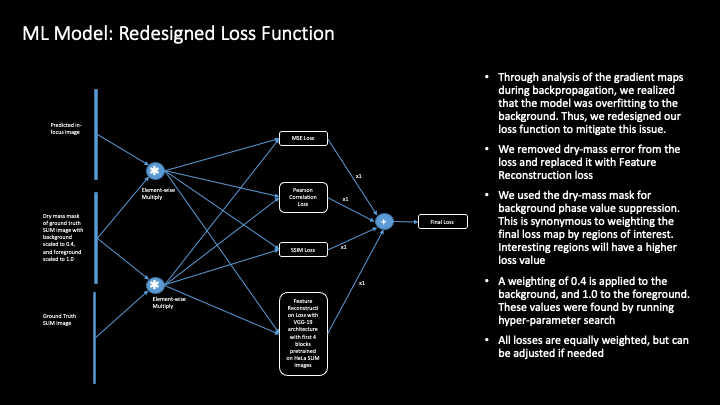 ML Model: Redesigned Loss Function
Predicted in-
focus image
Dry mass mask
of ground truth
SLIM image with
background
scaled to 0.4,
and foreground
scaled to 1.0
Ground Truth
SLIM Image
*
Element-wise
Multiply
*
Element-wise
Multiply
MSE Loss
Pearson
Correlation
Loss
SSIM Loss
Feature
Reconstructi
on Loss with
VGG-19
architecture
with first 4
blocks
pretrained
on HeLa SLIM
images
x1
x1
x1
x1
+
Final Loss
• Through analysis of the gradient maps
during backpropagation, we realized
that the model was overfitting to the
background. Thus, we redesigned our
loss function to mitigate this issue.
• We removed dry-mass error from the
loss and replaced it with Feature
Reconstruction loss
• We used the dry-mass mask for
background phase value suppression.
This is synonymous to weighting the
final loss map by regions of interest.
Interesting regions will have a higher
loss value
• A weighting of 0.4 is applied to the
background, and 1.0 to the foreground.
These values were found by running
hyper-parameter search
• All losses are equally weighted, but can
be adjusted if needed